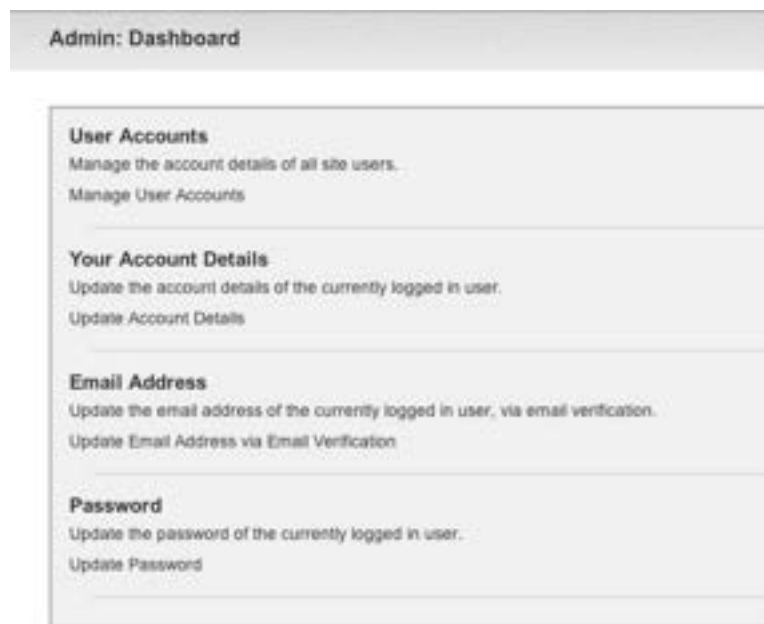 Admin: Dashboard
User Accounts
Manage the account details of all site users.
Manage User Accounts
Your Account Details
Update the account details of the currently logged in user.
Update Account Details
Email Address
Update the email address of the currently logged in user, via email verification.
Update Email Address via Email Verification
Password
Update the password of the currently logged in user.
Update Password